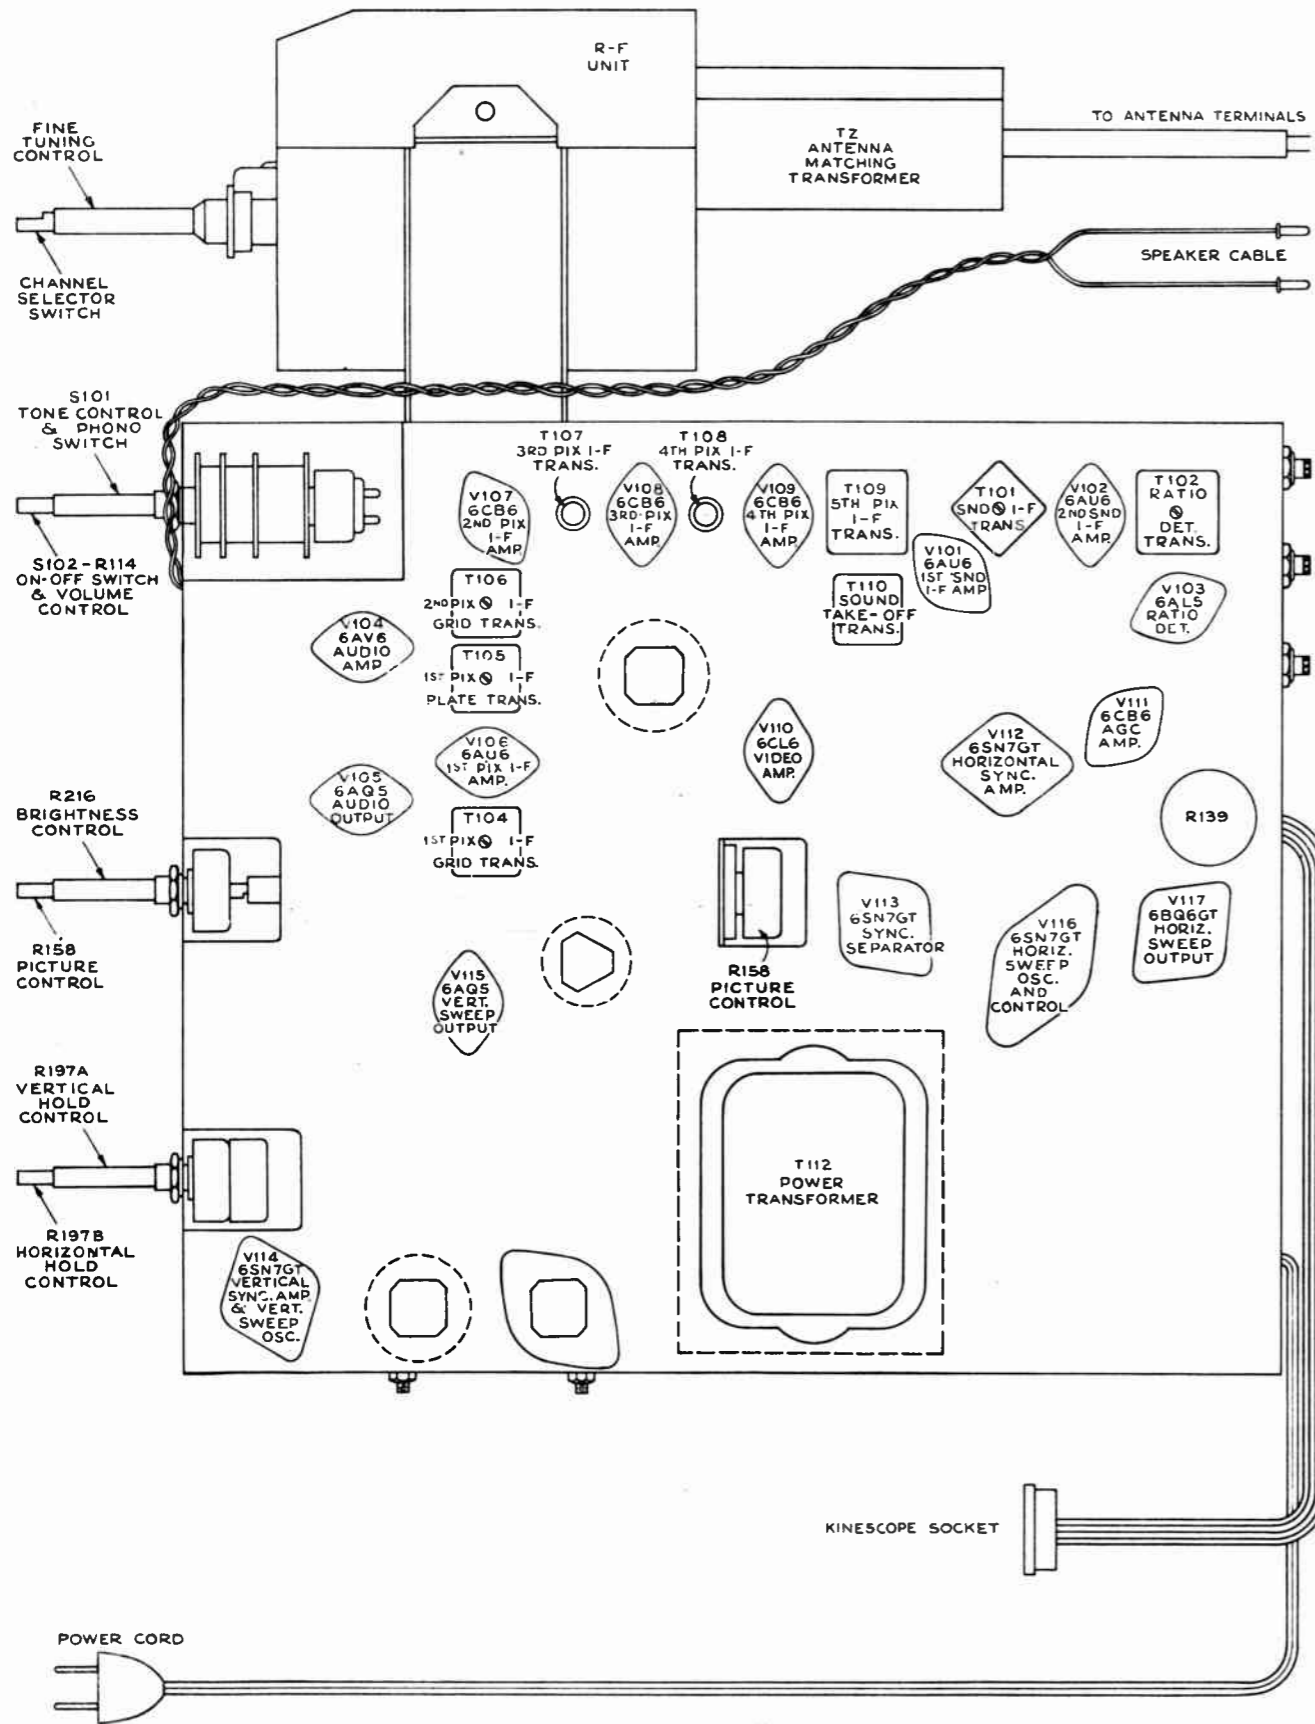 R-F
UNIT
FINE
TUNING
CONTROL
TO ANTENNA TERMINALS
T2
ANTENNA
MATCHING
TRANSFORMER
CHANNEL
SELECTOR
SWITCH
SPEAKER CABLE
S101
TONE CONTROL
& PHONO
SWITCH
S102-R114
ON-OFF SWITCH
& VOLUME
CONTROL
T107
3RD PIX I-F
TRANS.
T108
4TH PIX I-F
TRANS.
V107
6CB6
2ND PIX
I-F
AMP.
V108
6CB6
3RD-PIX
I-F
AMP.
V109
6CB6
4TH PIX
I-F
AMP.
T109
5TH PIX
I-F
TRANS.
T101
SND I-F
TRANS
V102
6AU6
2ND SND
I-F
AMP.
T102
RATIO
DET.
TRANS.
V101
6AU6
1ST SND
I-F AMP
T106
2ND PIX I-F
GRID TRANS.
T110
SOUND
TAKE-OFF
TRANS.
V103
6AL5
RATIO
DET.
V104
6AV6
AUDIO
AMP
T105
1ST PIX I-F
PLATE TRANS.
V106
6AU6
1ST PIX I-F
AMP.
V105
6AQ5
AUDIO
OUTPUT
T104
1ST PIX I-F
GRID TRANS.
V110
6CL6
VIDEO
AMP.
V112
6SN7GT
HORIZONTAL
SYNC.
AMP.
V111
6CB6
AGC
AMP.
R139
R216
BRIGHTNESS
CONTROL
R158
PICTURE
CONTROL
R158
PICTURE
CONTROL
V113
6SN7GT
SYNC.
SEPARATOR
V116
6SN7GT
HORIZ.
SWEEP
OSC.
AND
CONTROL
V117
6BQ6GT
HORIZ.
SWEEP
OUTPUT
V115
6AQ5
VERT.
SWEEP
OUTPUT
R197A
VERTICAL
HOLD
CONTROL
R197B
HORIZONTAL
HOLD
CONTROL
T112
POWER
TRANSFORMER
V114
6SN7GT
VERTICAL
SYNC. AMP
& VERT.
SWEEP
OSC.
KINESCOPE SOCKET
POWER CORD